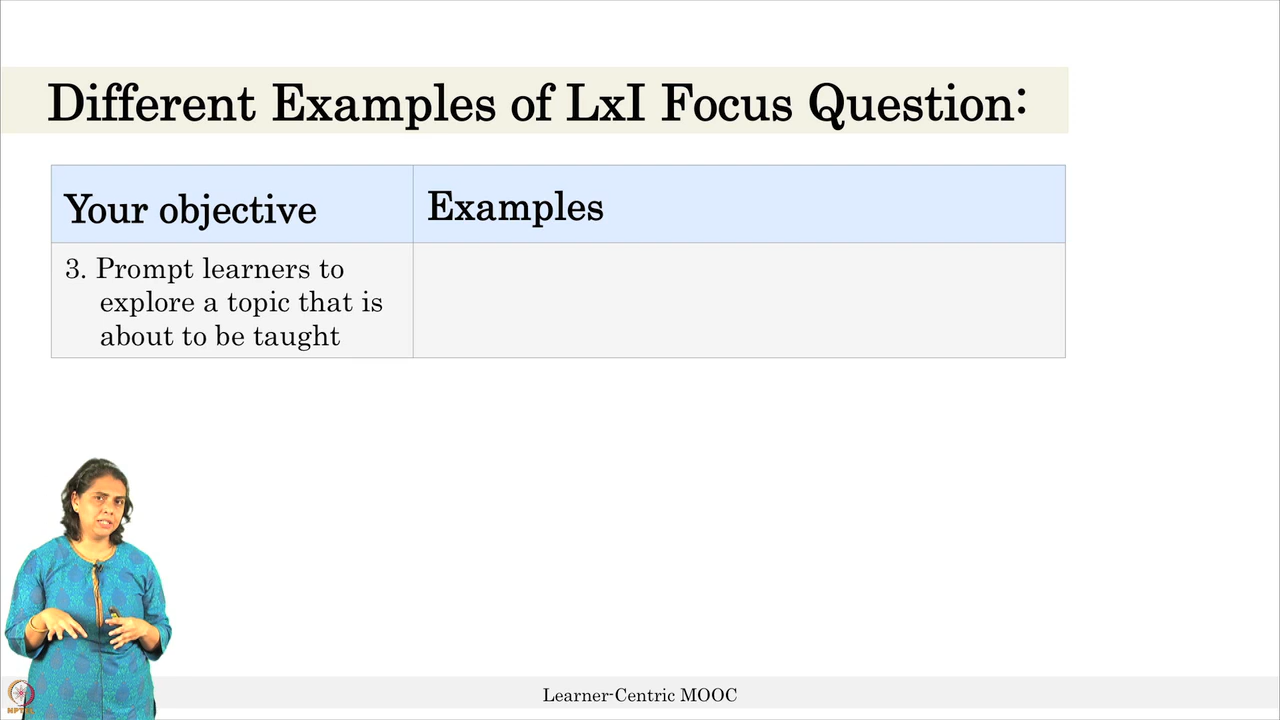 Different Examples of LxI Focus Question:
Your objective
Examples
3. Prompt learners to
explore a topic that is
about to be taught
Learner-Centric MOOC
NPTEL